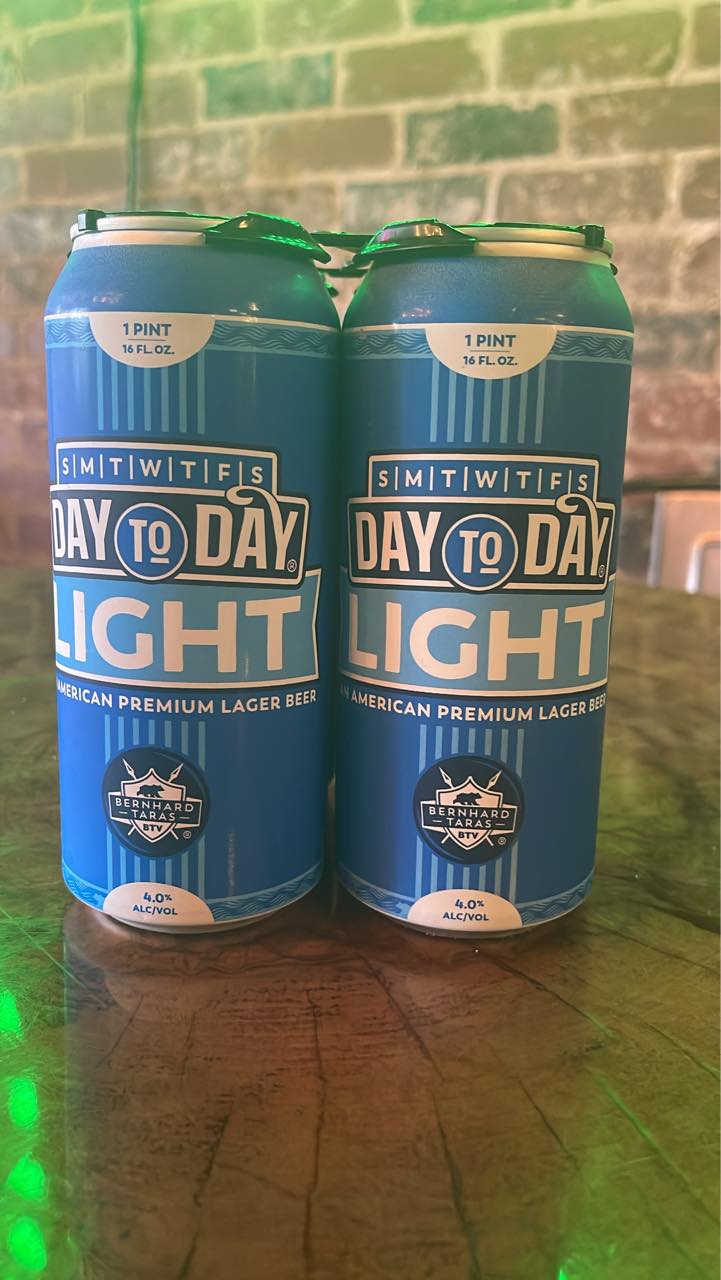 1 PINT
16 FL. OZ.
S|M|T|W|T|F|S
DAY TO DAY®
LIGHT
AMERICAN PREMIUM LAGER BEER
BERNHARD
TARAS
BTV
®
4.0%
ALC/VOL
1 PINT
16 FL. OZ.
S|M|T|W|T|F|S
DAY TO DAY®
LIGHT
AN AMERICAN PREMIUM LAGER BEER
BERNHARD
TARAS
BTV
®
4.0%
ALC/VOL